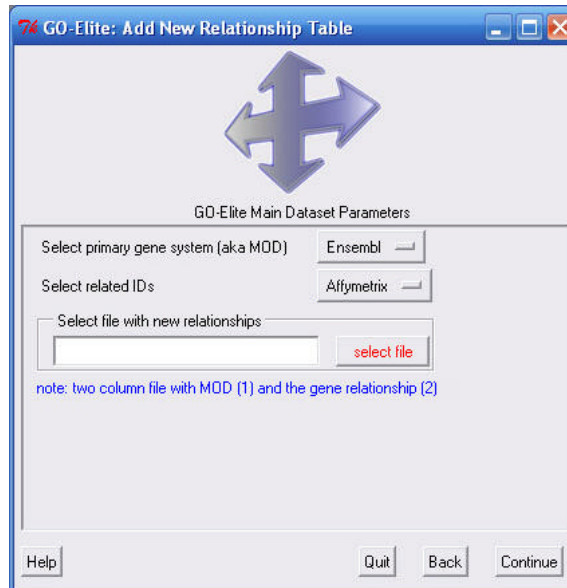 GO-Elite: Add New Relationship Table
GO-Elite Main Dataset Parameters
Select primary gene system (aka MOD) Ensembl
Select related IDs Affymetrix
Select file with new relationships
select file
note: two column file with MOD (1) and the gene relationship (2)
Help Quit Back Continue